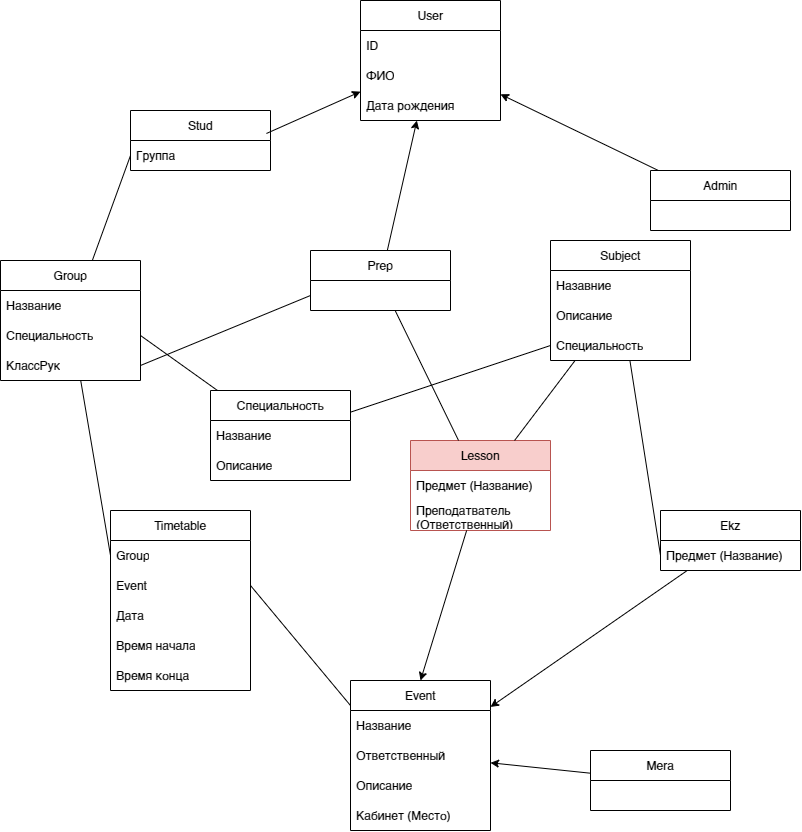 User
ID
ФИО
Дата рождения
Stud
Группа
Admin
Prep
Subject
Назавние
Описание
Специальность
Group
Название
Специальность
КлассРук
Специальность
Название
Описание
Lesson
Предмет (Название)
Преподатватель
(Ответственный)
Timetable
Group
Event
Дата
Время начала
Время конца
Ekz
Предмет (Название)
Event
Название
Ответственный
Описание
Кабинет (Место)
Мега